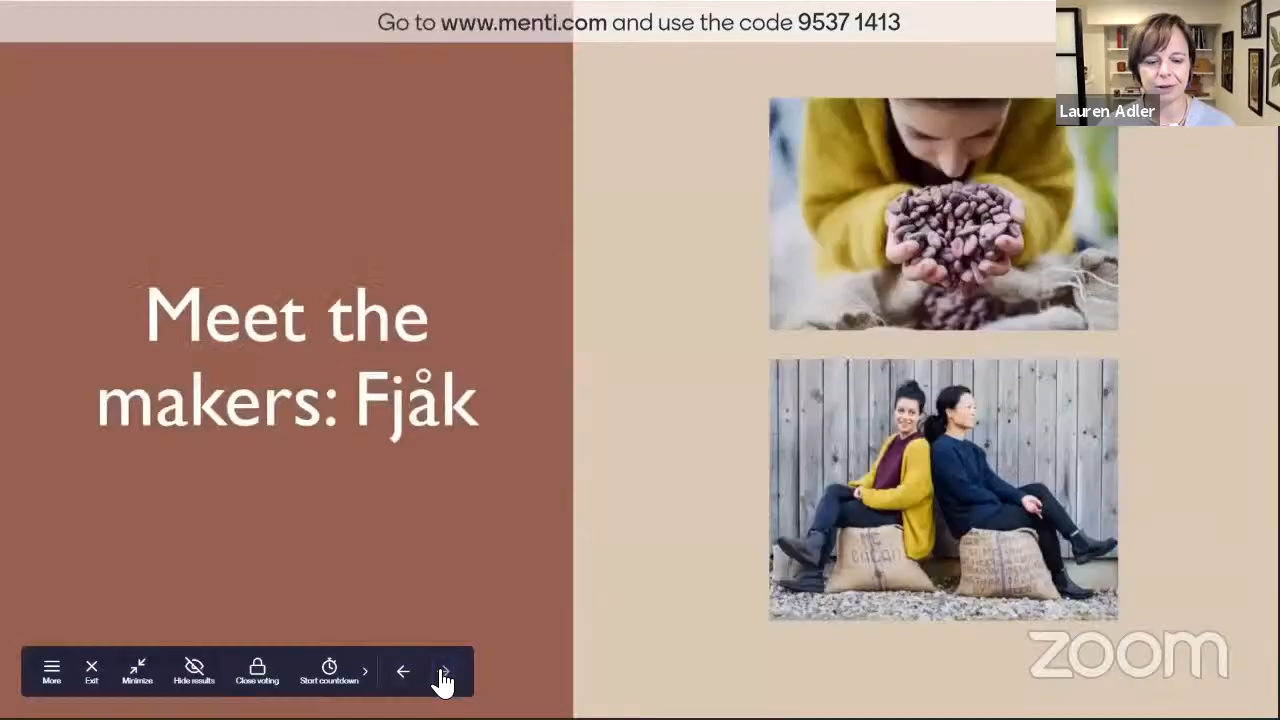 Go to www.menti.com and use the code 9537 1413
Lauren Adler
Meet the
makers: Fjåk
CACAO
More
Exit
Minimize
Hide results
Close voting
Start countdown
zoom